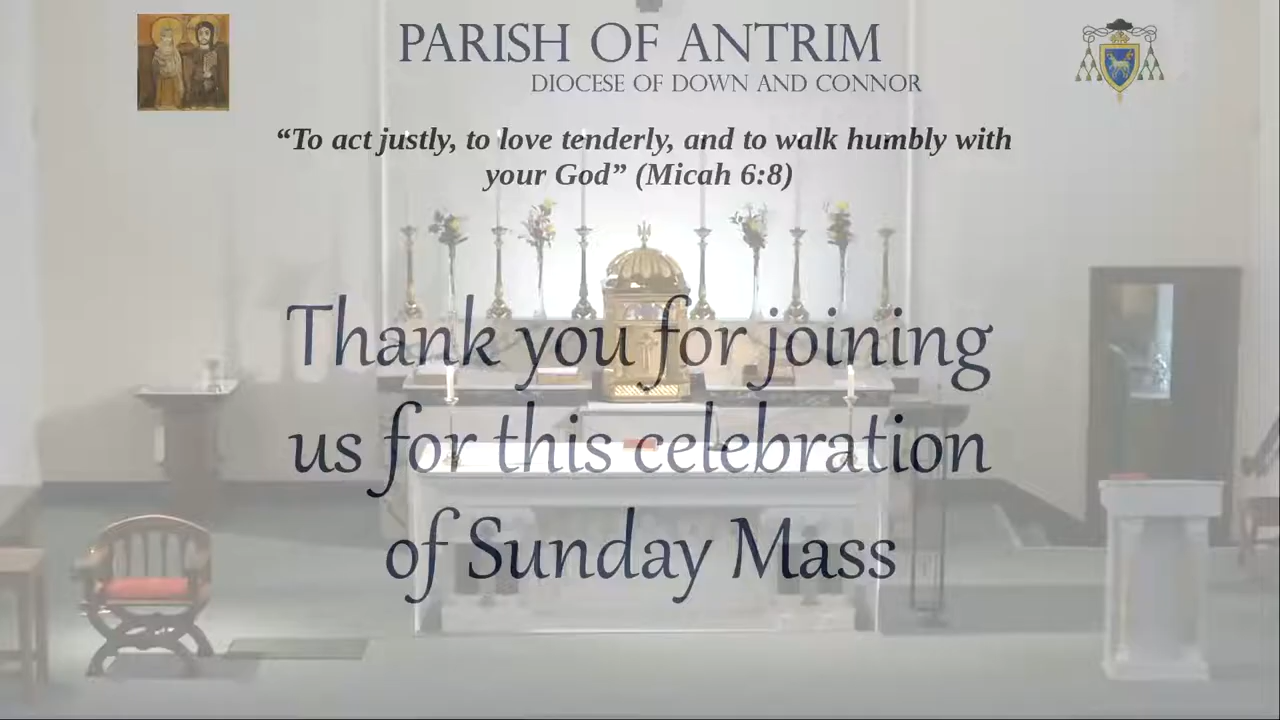 PARISH OF ANTRIM
DIOCESE OF DOWN AND CONNOR
“To act justly, to love tenderly, and to walk humbly with
your God” (Micah 6:8)
Thank you for joining
us for this celebration
of Sunday Mass